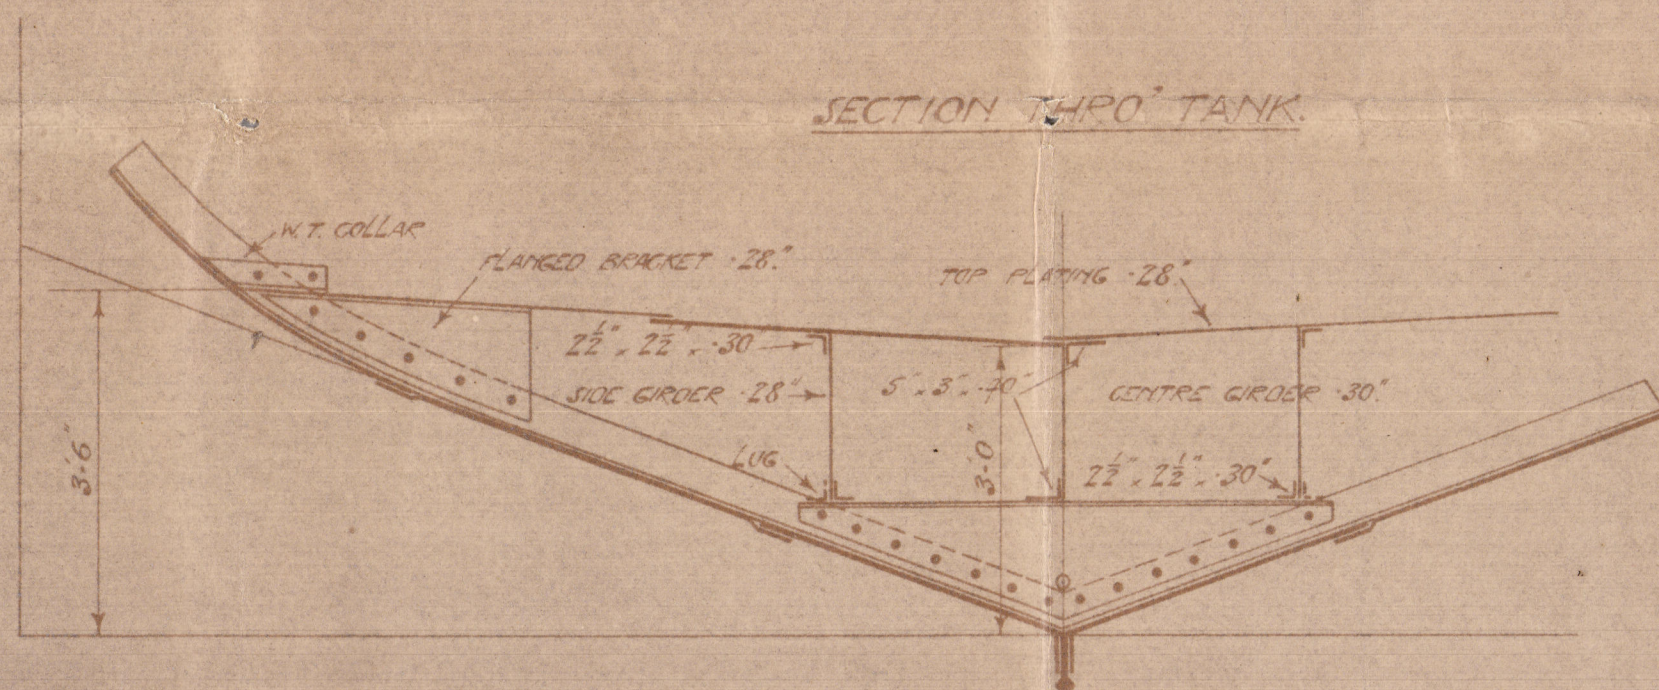 SECTION THRO' TANK.
W.T. COLLAR
FLANGED BRACKET ·28"
TOP PLATING ·28"
2½" × 2½" × ·30
SIDE GIRDER ·28"
5" × 3" × ·40"
CENTRE GIRDER ·30"
3'·6"
LUG
3'·0"
2½" × 2½" × ·30"